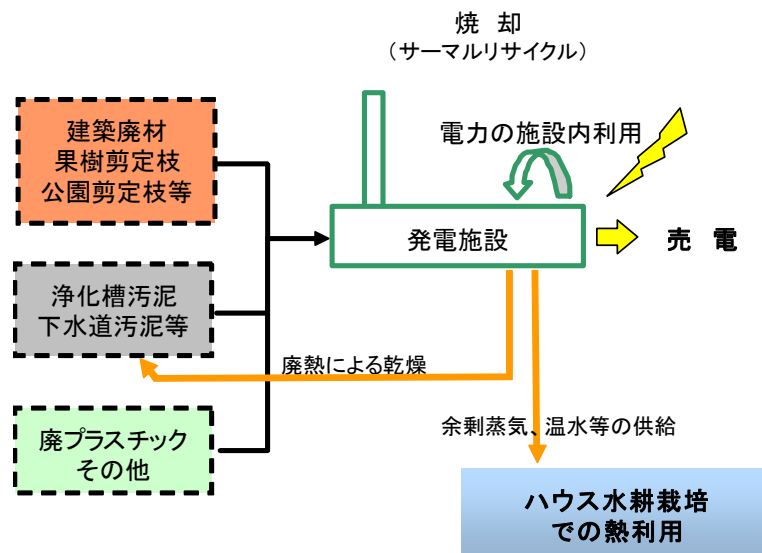 焼 却
（サーマルリサイクル）
建築廃材
果樹剪定枝
公園剪定枝等
電力の施設内利用
発電施設
売 電
浄化槽汚泥
下水道汚泥等
廃熱による乾燥
廃プラスチック
その他
余剰蒸気、温水等の供給
ハウス水耕栽培
での熱利用